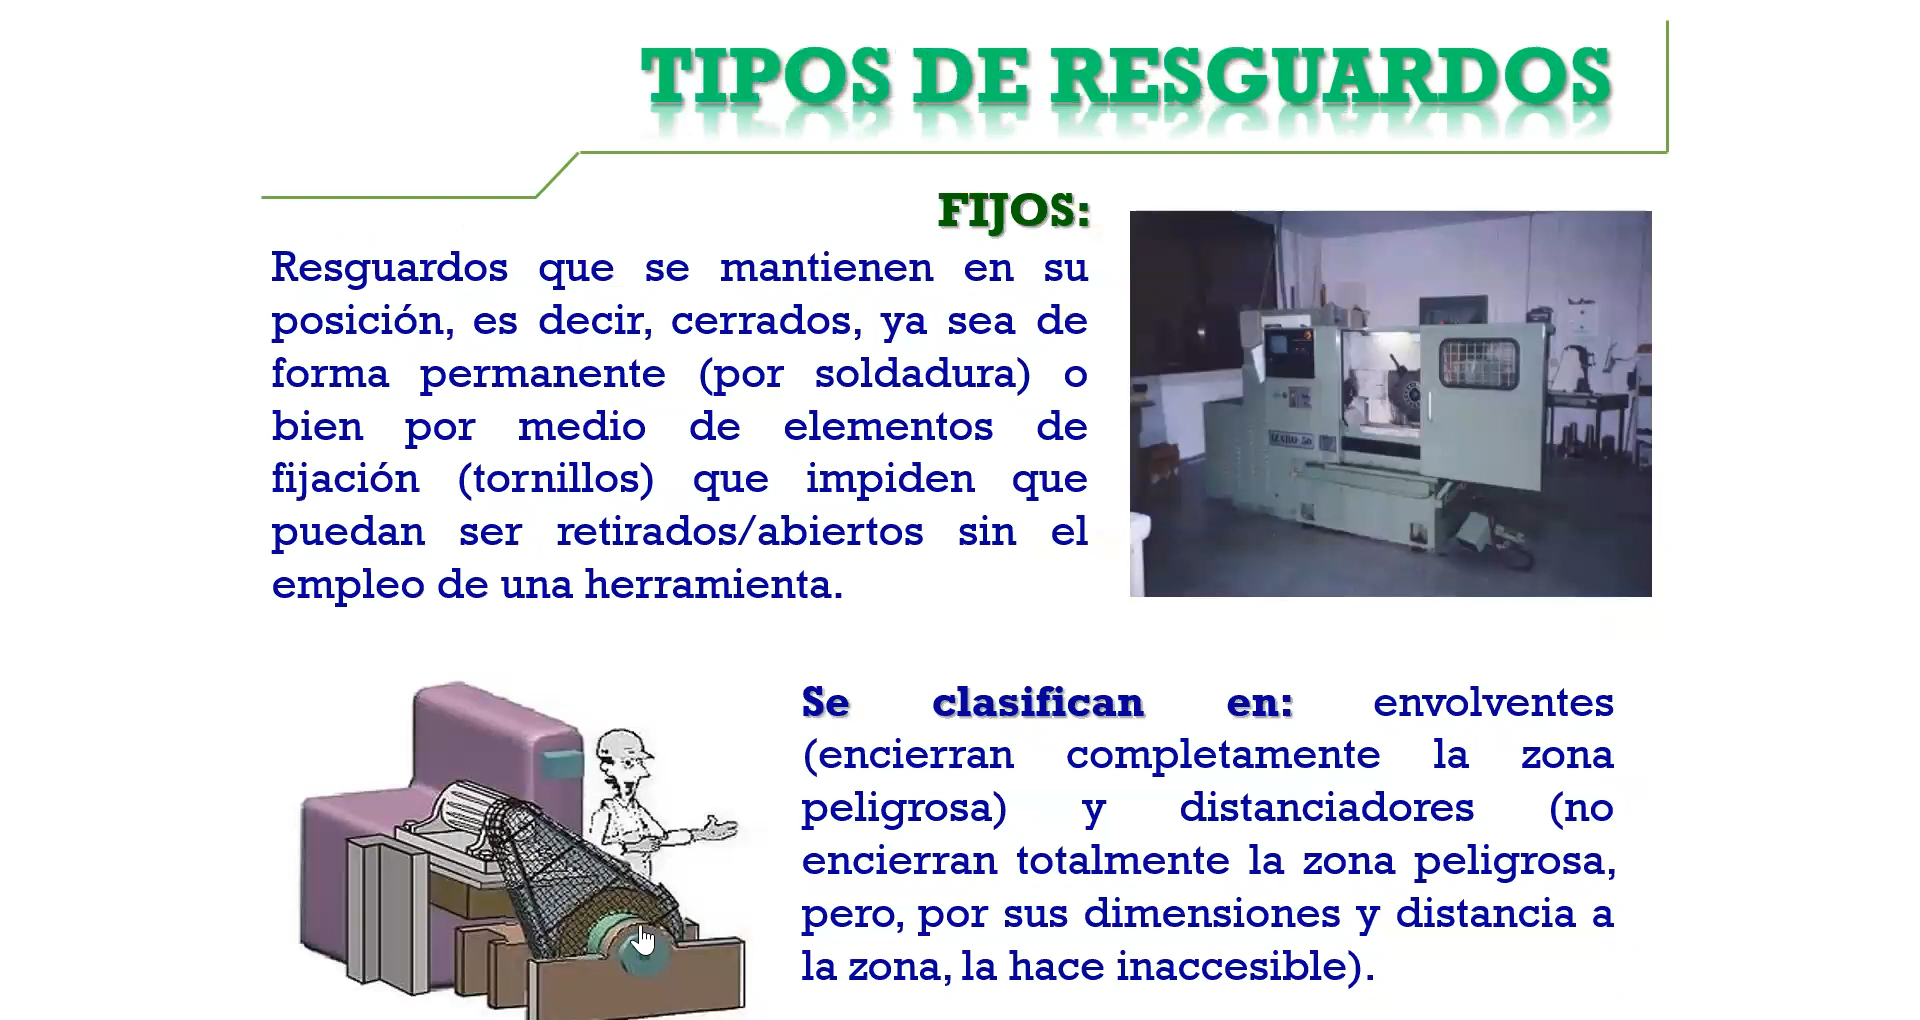 TIPOS DE RESGUARDOS
FIJOS:
Resguardos que se mantienen en su
posición, es decir, cerrados, ya sea de
forma permanente (por soldadura) o
bien por medio de elementos de
fijación (tornillos) que impiden que
puedan ser retirados/abiertos sin el
empleo de una herramienta.
Se clasifican en: envolventes
(encierran completamente la zona
peligrosa) y distanciadores (no
encierran totalmente la zona peligrosa,
pero, por sus dimensiones y distancia a
la zona, la hace inaccesible).